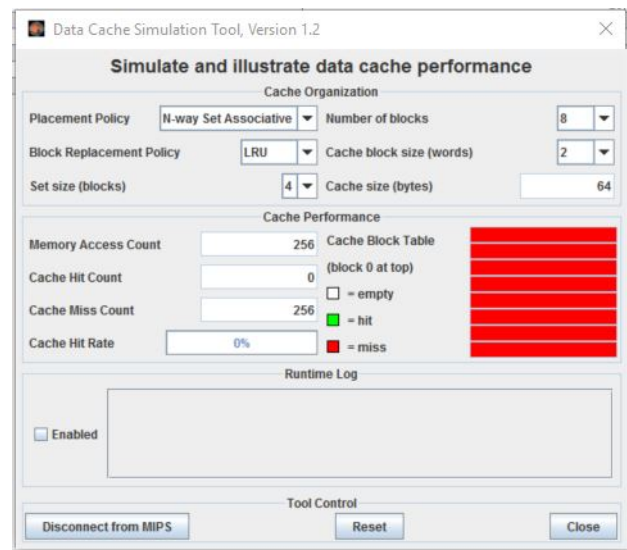 Data Cache Simulation Tool, Version 1.2
Simulate and illustrate data cache performance
Cache Organization
Placement Policy N-way Set Associative Number of blocks 8
Block Replacement Policy LRU Cache block size (words) 2
Set size (blocks) 4 Cache size (bytes) 64
Cache Performance
Memory Access Count 256 Cache Block Table
Cache Hit Count 0 (block 0 at top)
= empty
Cache Miss Count 256 = hit
Cache Hit Rate 0% = miss
Runtime Log
Enabled
Tool Control
Disconnect from MIPS Reset Close